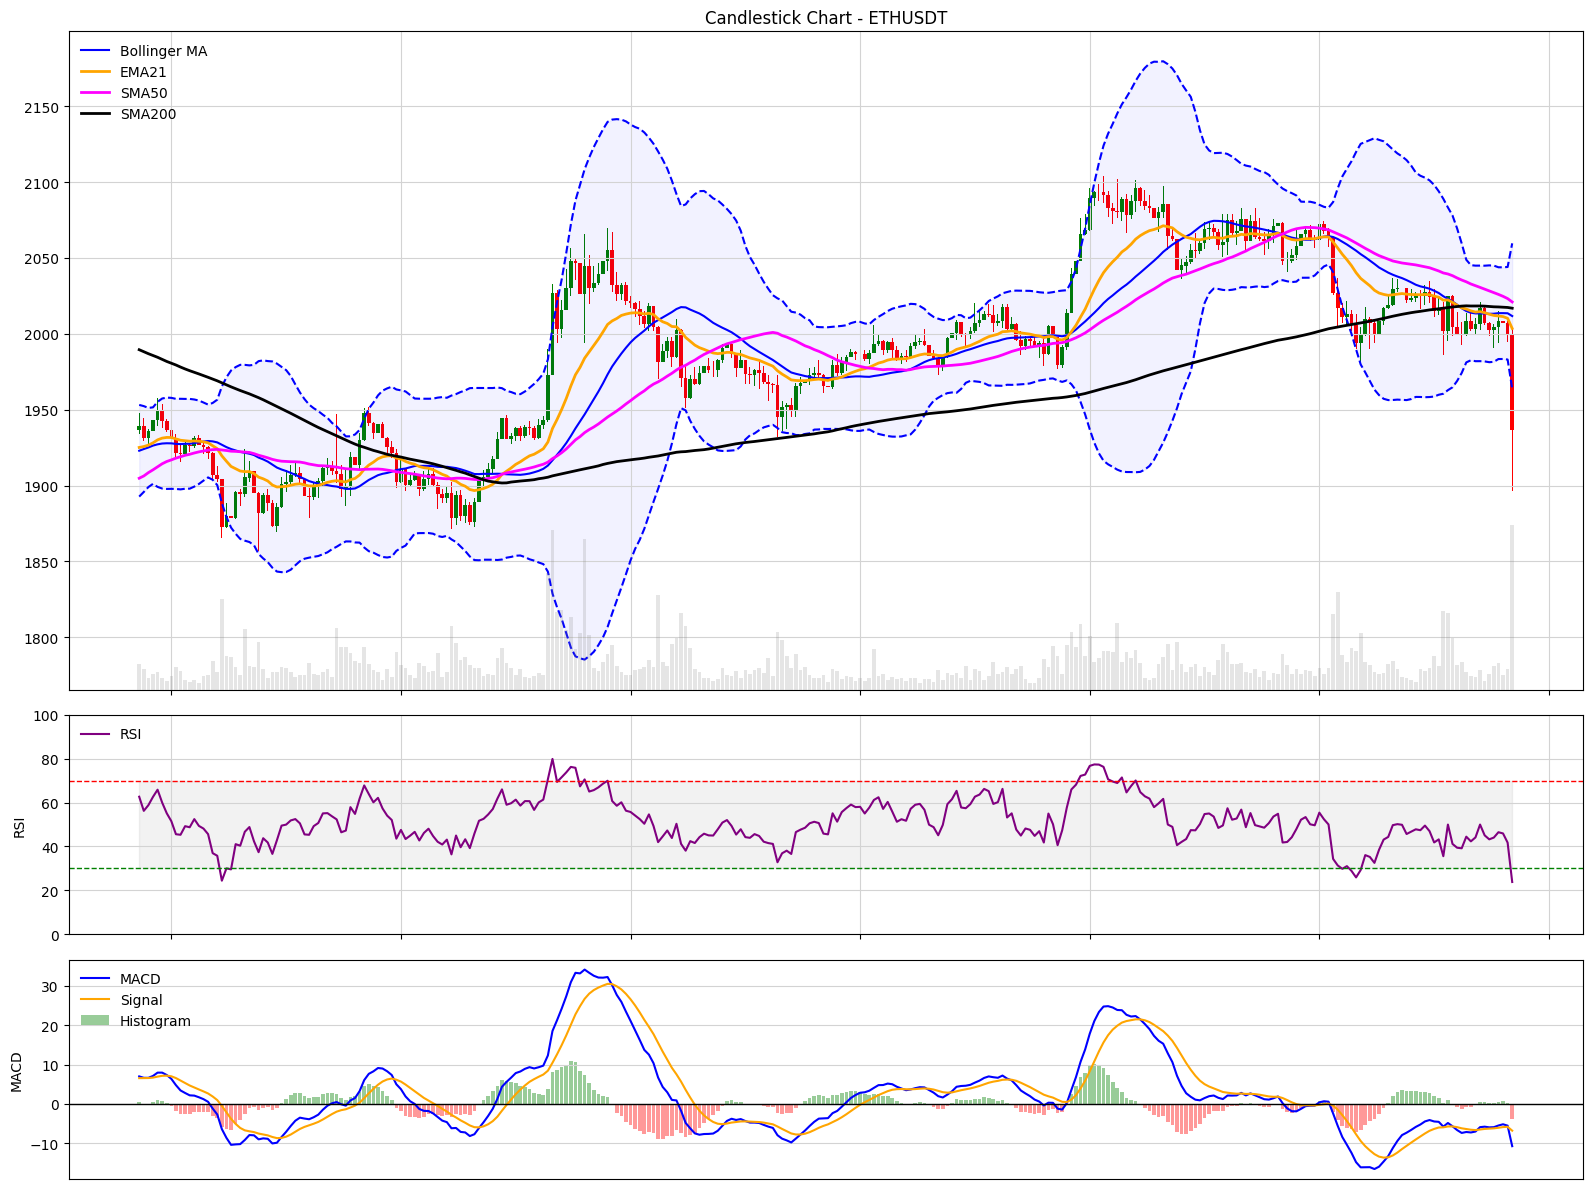 Candlestick Chart - ETHUSDT
Bollinger MA
EMA21
SMA50
SMA200
2150
2100
2050
2000
1950
1900
1850
1800
RSI
100
80
60
40
20
0
RSI
MACD
Signal
Histogram
30
20
10
0
−10
MACD